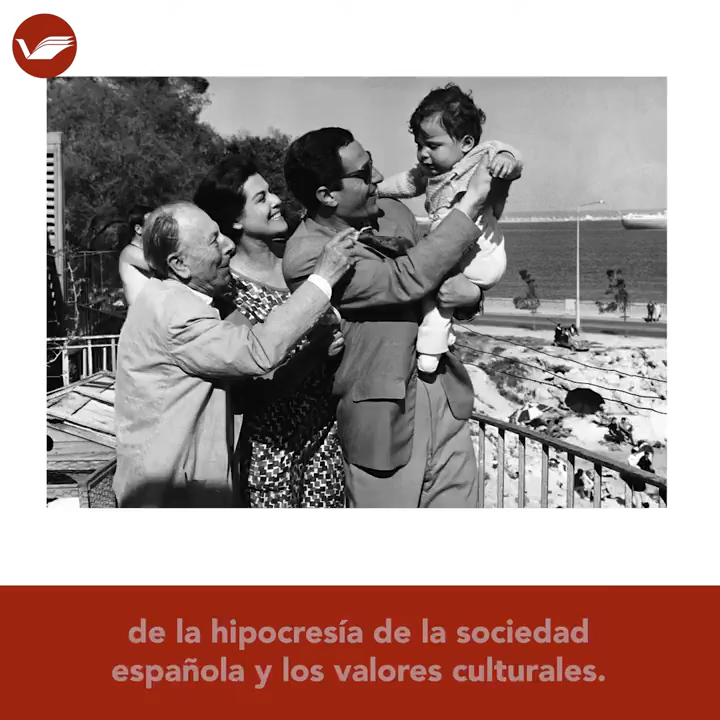 de la hipocresía de la sociedad
española y los valores culturales.